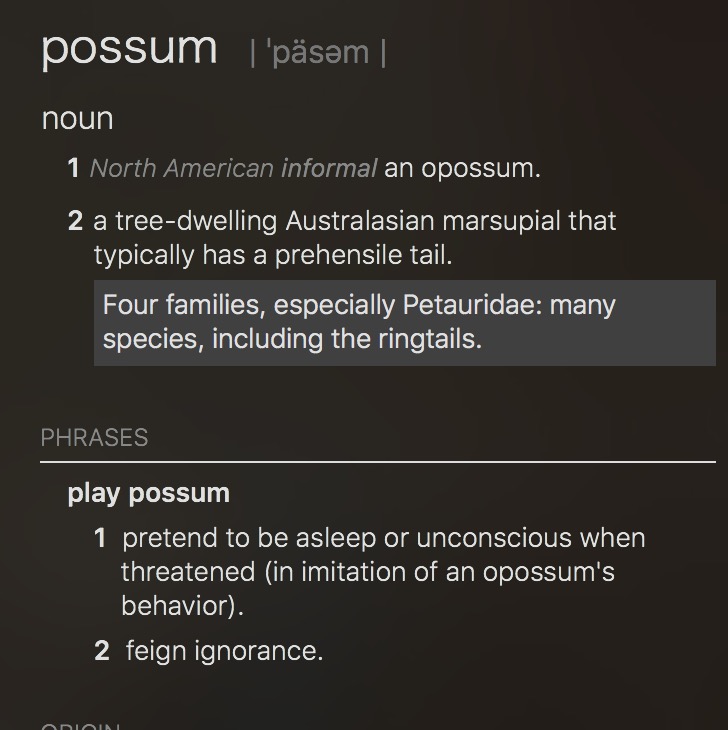 possum | ˈpäsəm |
noun
1 North American informal an opossum.
2 a tree-dwelling Australasian marsupial that
typically has a prehensile tail.
Four families, especially Petauridae: many
species, including the ringtails.
PHRASES
play possum
1 pretend to be asleep or unconscious when
threatened (in imitation of an opossum's
behavior).
2 feign ignorance.
ORIGIN